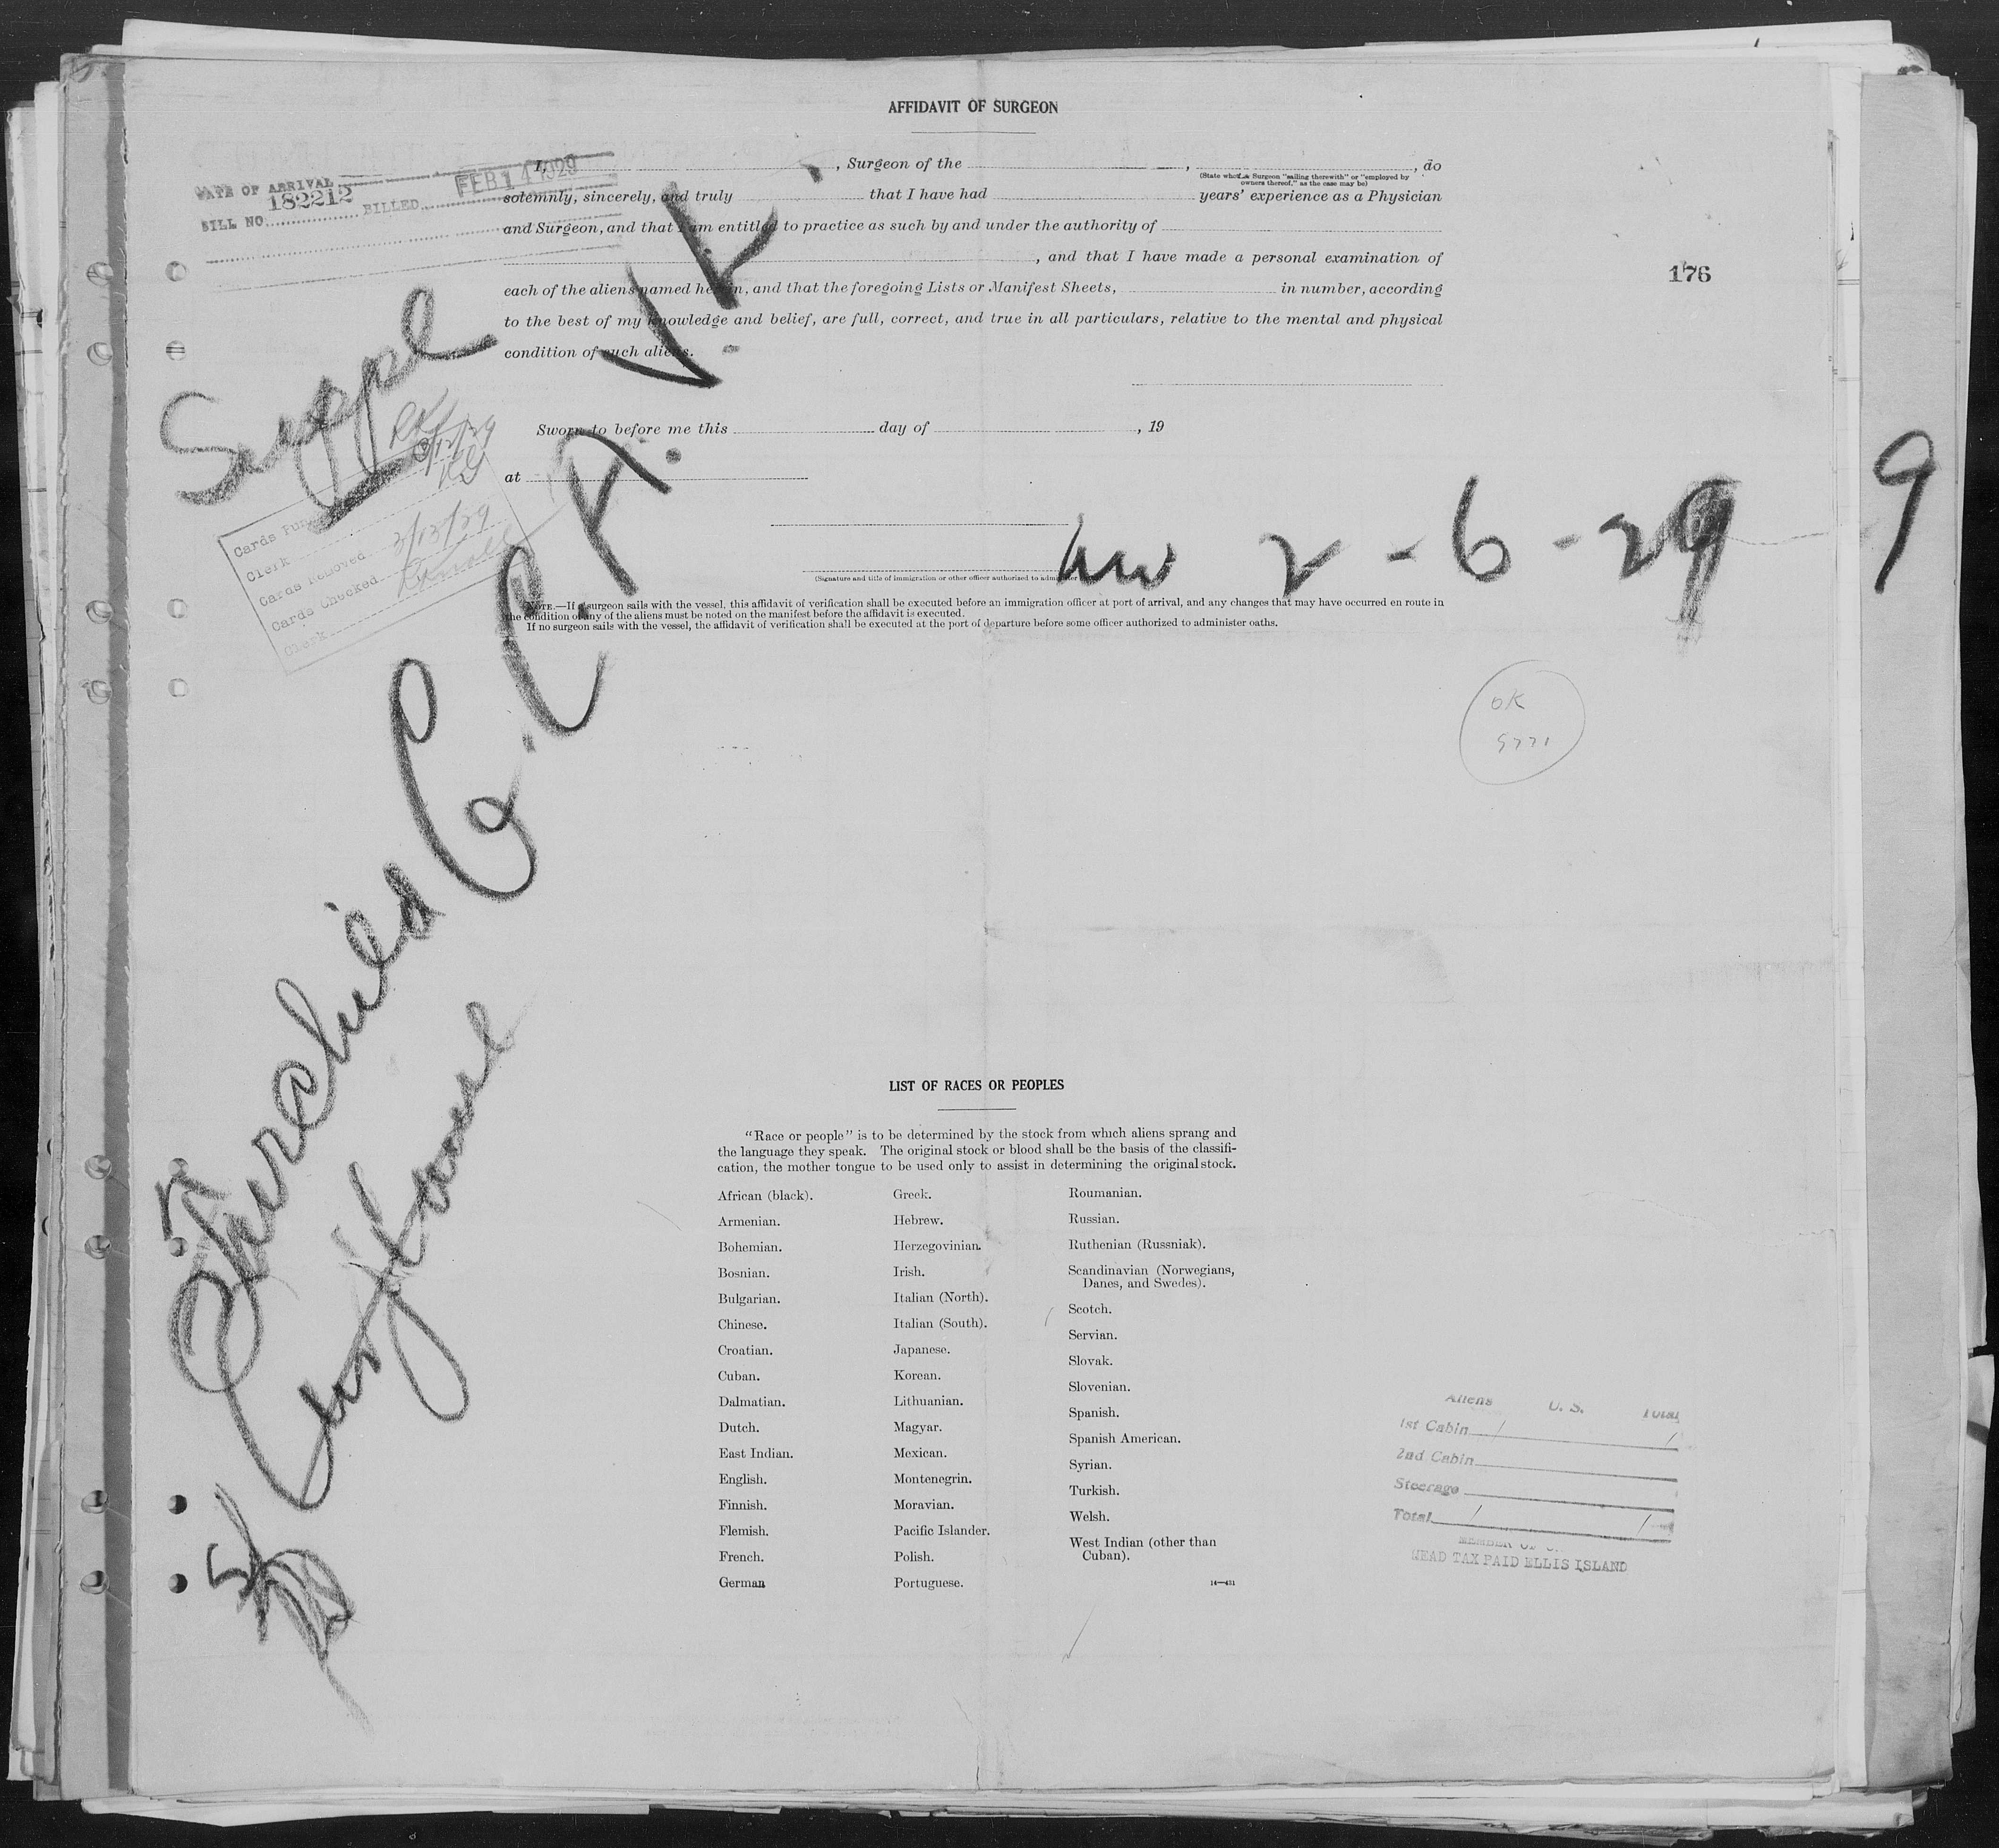 AFFIDAVIT OF SURGEON
I, , Surgeon of the , , do
(State whether Surgeon "sailing therewith" or "employed by
owners thereof," as the case may be)
solemnly, sincerely, and truly that I have had years' experience as a Physician
and Surgeon, and that I am entitled to practice as such by and under the authority of
, and that I have made a personal examination of
each of the aliens named herein, and that the foregoing Lists or Manifest Sheets, in number, according
to the best of my knowledge and belief, are full, correct, and true in all particulars, relative to the mental and physical
condition of such aliens.
Sworn to before me this day of , 19
at
(Signature and title of immigration or other officer authorized to administer
NOTE.—If a surgeon sails with the vessel, this affidavit of verification shall be executed before an immigration officer at port of arrival, and any changes that may have occurred en route in
the condition of any of the aliens must be noted on the manifest before the affidavit is executed.
If no surgeon sails with the vessel, the affidavit of verification shall be executed at the port of departure before some officer authorized to administer oaths.
DATE OF ARRIVAL
182212 FEB 14 1929
BILL NO. BILLED
176
Suppl
3/12/29
Cards
Clerk
Cards Removed 3/13/29
Cards Checked
Clerk
2-6-29
9
OK
5771
LIST OF RACES OR PEOPLES
"Race or people" is to be determined by the stock from which aliens sprang and
the language they speak. The original stock or blood shall be the basis of the classifi-
cation, the mother tongue to be used only to assist in determining the original stock.
African (black).
Armenian.
Bohemian.
Bosnian.
Bulgarian.
Chinese.
Croatian.
Cuban.
Dalmatian.
Dutch.
East Indian.
English.
Finnish.
Flemish.
French.
German
Greek.
Hebrew.
Herzegovinian.
Irish.
Italian (North).
Italian (South).
Japanese.
Korean.
Lithuanian.
Magyar.
Mexican.
Montenegrin.
Moravian.
Pacific Islander.
Polish.
Portuguese.
Roumanian.
Russian.
Ruthenian (Russniak).
Scandinavian (Norwegians,
Danes, and Swedes).
Scotch.
Servian.
Slovak.
Slovenian.
Spanish.
Spanish American.
Syrian.
Turkish.
Welsh.
West Indian (other than
Cuban).
14—431
Aliens U. S. Total
1st Cabin 1 1
2nd Cabin
Steerage
Total 1 1
HEAD TAX PAID ELLIS ISLAND